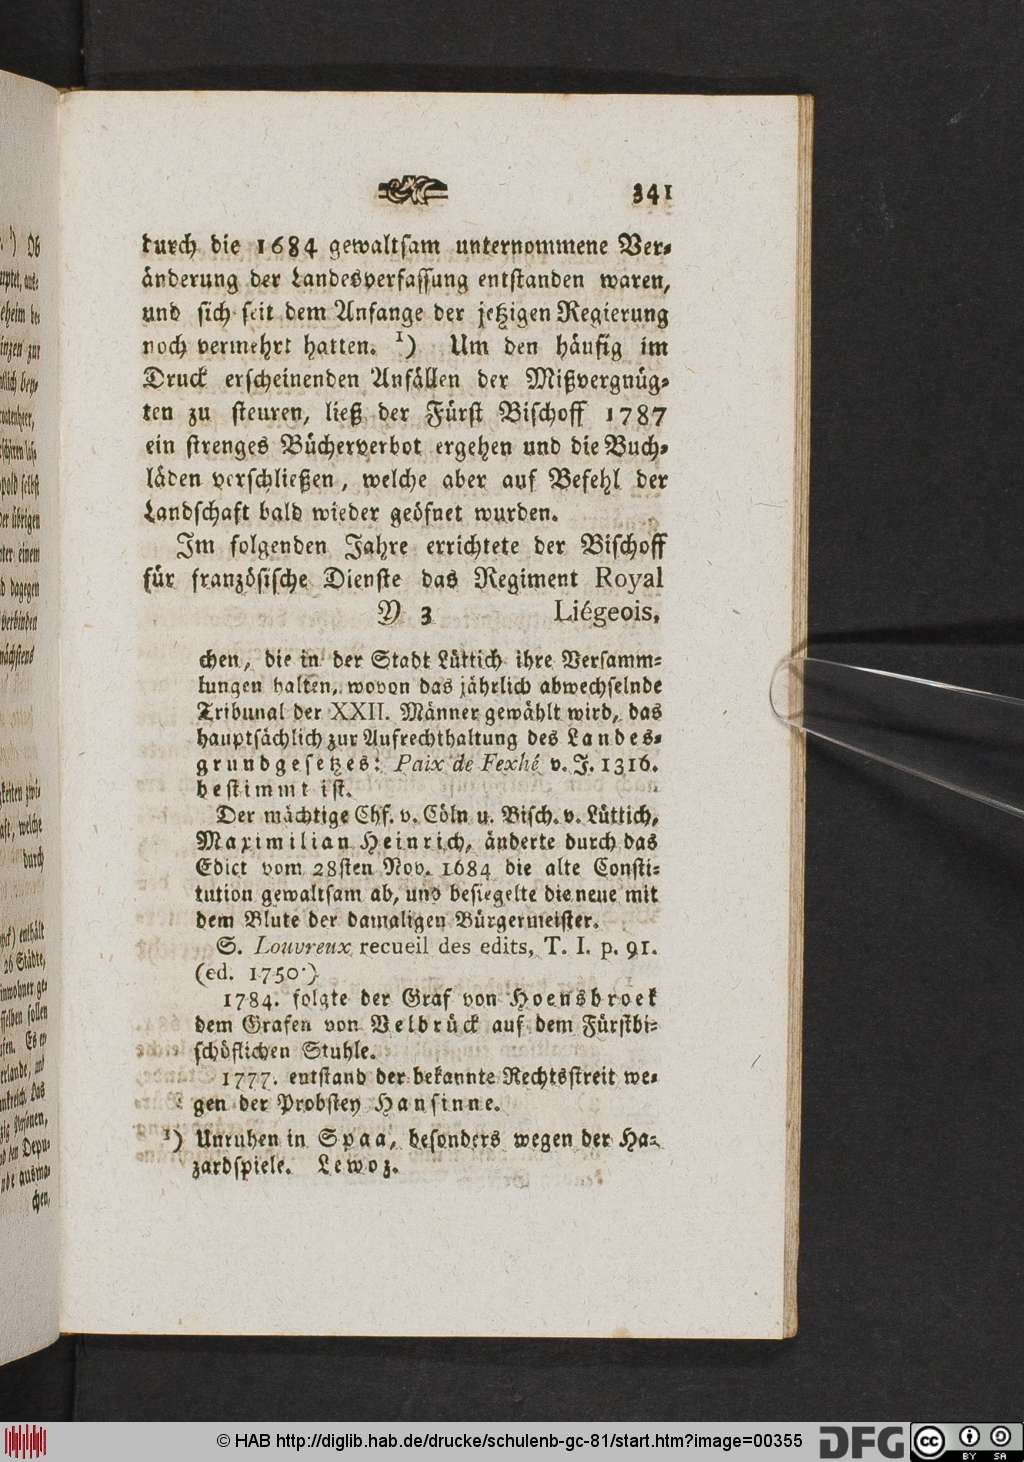 341
durch die 1684 gewaltsam unternommene Ver-
änderung der Landesverfassung entstanden waren,
und sich seit dem Anfange der jetzigen Regierung
noch vermehrt hatten. 1) Um den häufig im
Druck erscheinenden Anfällen der Mißvergnüg-
ten zu steuren, ließ der Fürst Bischoff 1787
ein strenges Bücherverbot ergehen und die Buch-
läden verschließen, welche aber auf Befehl der
Landschaft bald wieder geöfnet wurden.
Im folgenden Jahre errichtete der Bischoff
für französische Dienste das Regiment Royal
Y 3 Liégeois,
chen, die in der Stadt Lüttich ihre Versamm-
lungen halten, wovon das jährlich abwechselnde
Tribunal der XXII. Männer gewählt wird, das
hauptsächlich zur Aufrechthaltung des Landes-
grundgesetzes: Paix de Fexhé v. J. 1316.
bestimmt ist.
Der mächtige Chf. v. Cöln u. Bisch. v. Lüttich,
Maximilian Heinrich, änderte durch das
Edict vom 28sten Nov. 1684 die alte Consti-
tution gewaltsam ab, und besiegelte die neue mit
dem Blute der damaligen Bürgermeister.
S. Louvreux recueil des edits, T. I. p. 91.
(ed. 1750.)
1784. folgte der Graf von Hoensbroek
dem Grafen von Velbrück auf dem Fürstbi-
schöflichen Stuhle.
1777. entstand der bekannte Rechtsstreit we-
gen der Probstey Hansinne.
1) Unruhen in Spaa, besonders wegen der Ha-
zardspiele. Lewoz.
© HAB http://diglib.hab.de/drucke/schulenb-gc-81/start.htm?image=00355
DFG
cc
BY SA